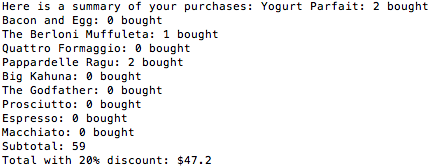 Here is a summary of your purchases: Yogurt Parfait: 2 bought
Bacon and Egg: 0 bought
The Berloni Muffuleta: 1 bought
Quattro Formaggio: 0 bought
Pappardelle Ragu: 2 bought
Big Kahuna: 0 bought
The Godfather: 0 bought
Prosciutto: 0 bought
Espresso: 0 bought
Macchiato: 0 bought
Subtotal: 59
Total with 20% discount: $47.2